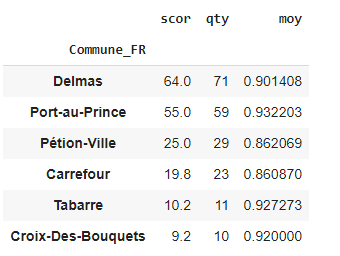 scor qty moy
Commune_FR
Delmas 64.0 71 0.901408
Port-au-Prince 55.0 59 0.932203
Pétion-Ville 25.0 29 0.862069
Carrefour 19.8 23 0.860870
Tabarre 10.2 11 0.927273
Croix-Des-Bouquets 9.2 10 0.920000